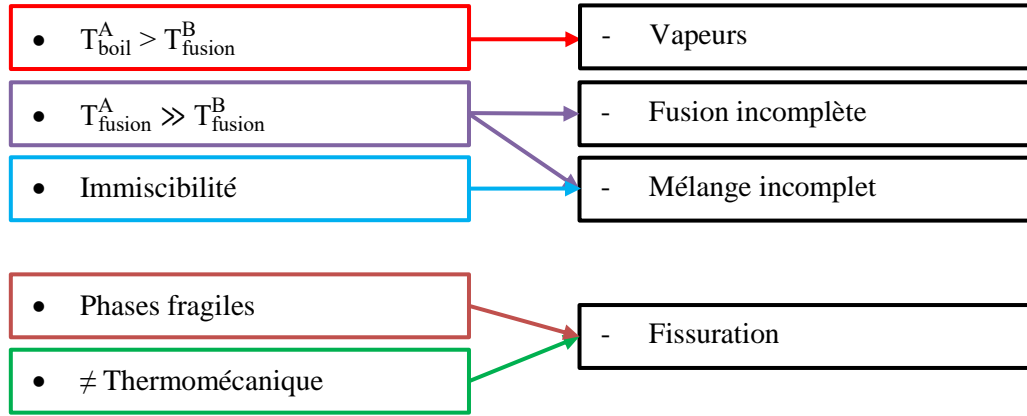 • T^A_boil > T^B_fusion
- Vapeurs
• T^A_fusion ≫ T^B_fusion
- Fusion incomplète
• Immiscibilité
- Mélange incomplet
• Phases fragiles
- Fissuration
• ≠ Thermomécanique